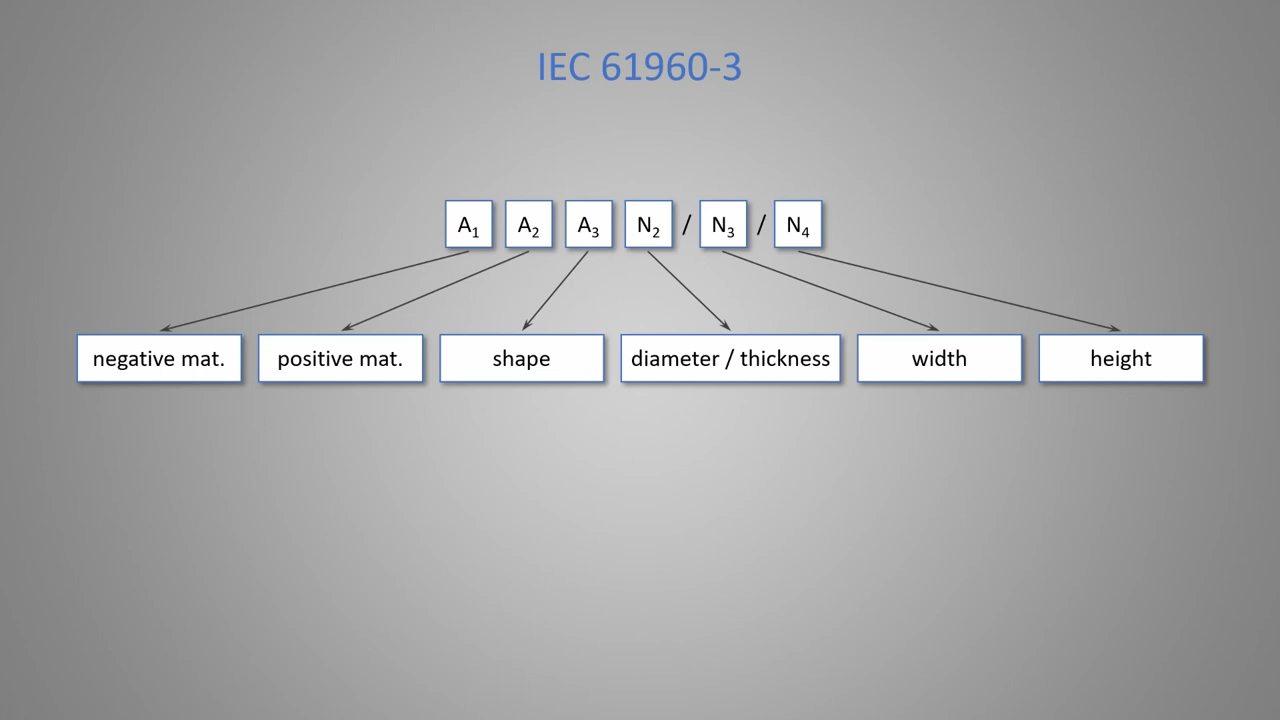 IEC 61960-3
A₁ A₂ A₃ N₂ / N₃ / N₄
negative mat. positive mat. shape diameter / thickness width height